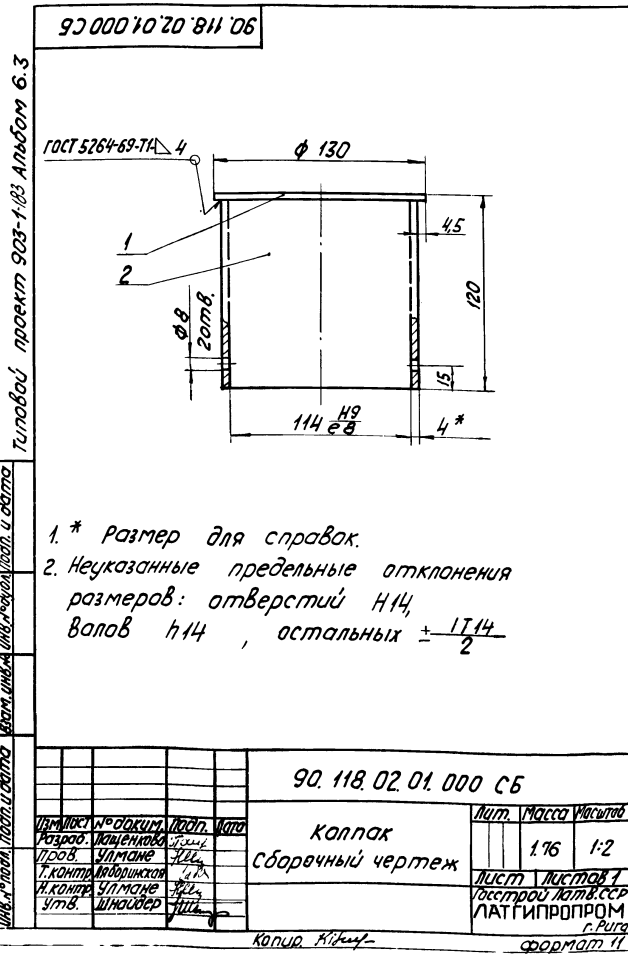 90.118.02.01.000 СБ
Типовой проект 903-1-183 Альбом 6.3
ГОСТ 5264-69-Т1 4
ф 130
1
2
4,5
120
ф 8
2отв.
15
114 H9/e8
4*
1. * Размер для справок.
2. Неуказанные предельные отклонения
размеров: отверстий H14,
валов h14 , остальных ± IT14/2
90. 118. 02. 01. 000 СБ
Изм Лист № докум. Подп. Дата
Разраб. Пащенкова
Пров. Улмане
Т.контр
Н.контр Улмане
Утв. Шнайдер
Колпак
Сборочный чертеж
Лит. Масса Масштаб
1.76 1:2
Лист Листов 1
Госстрой Латв.ССР
ЛАТГИПРОПРОМ
г.Рига
Копир.
формат 11
Инв.№ подл. Подп. и дата Взам. инв.№ Инв.№ дубл. Подп. и дата